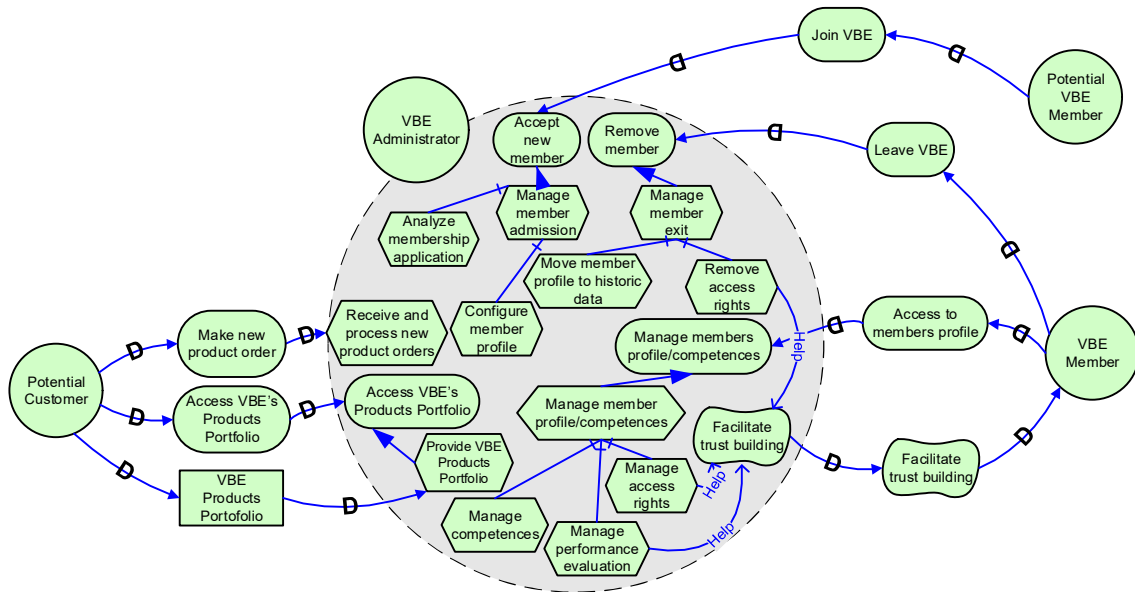 Join VBE
D
D
Potential
VBE
Member
VBE
Administrator
Accept
new
member
Remove
member
D
Leave VBE
Manage
member
admission
Manage
member
exit
Analyze
membership
application
D
Move member
profile to historic
data
Remove
access
rights
Make new
product order
D
D
Receive and
process new
product orders
Configure
member
profile
Manage members
profile/competences
Help
D
Access to
members profile
D
VBE
Member
Potential
Customer
Access VBE's
Products
Portfolio
D
D
Access VBE's
Products Portfolio
Manage member
profile/competences
Facilitate
trust building
D
Facilitate
trust building
D
D
VBE
Products
Portofolio
D
Provide VBE
Products
Portfolio
Manage
access
rights
Help
Manage
competences
Manage
performance
evaluation
Help